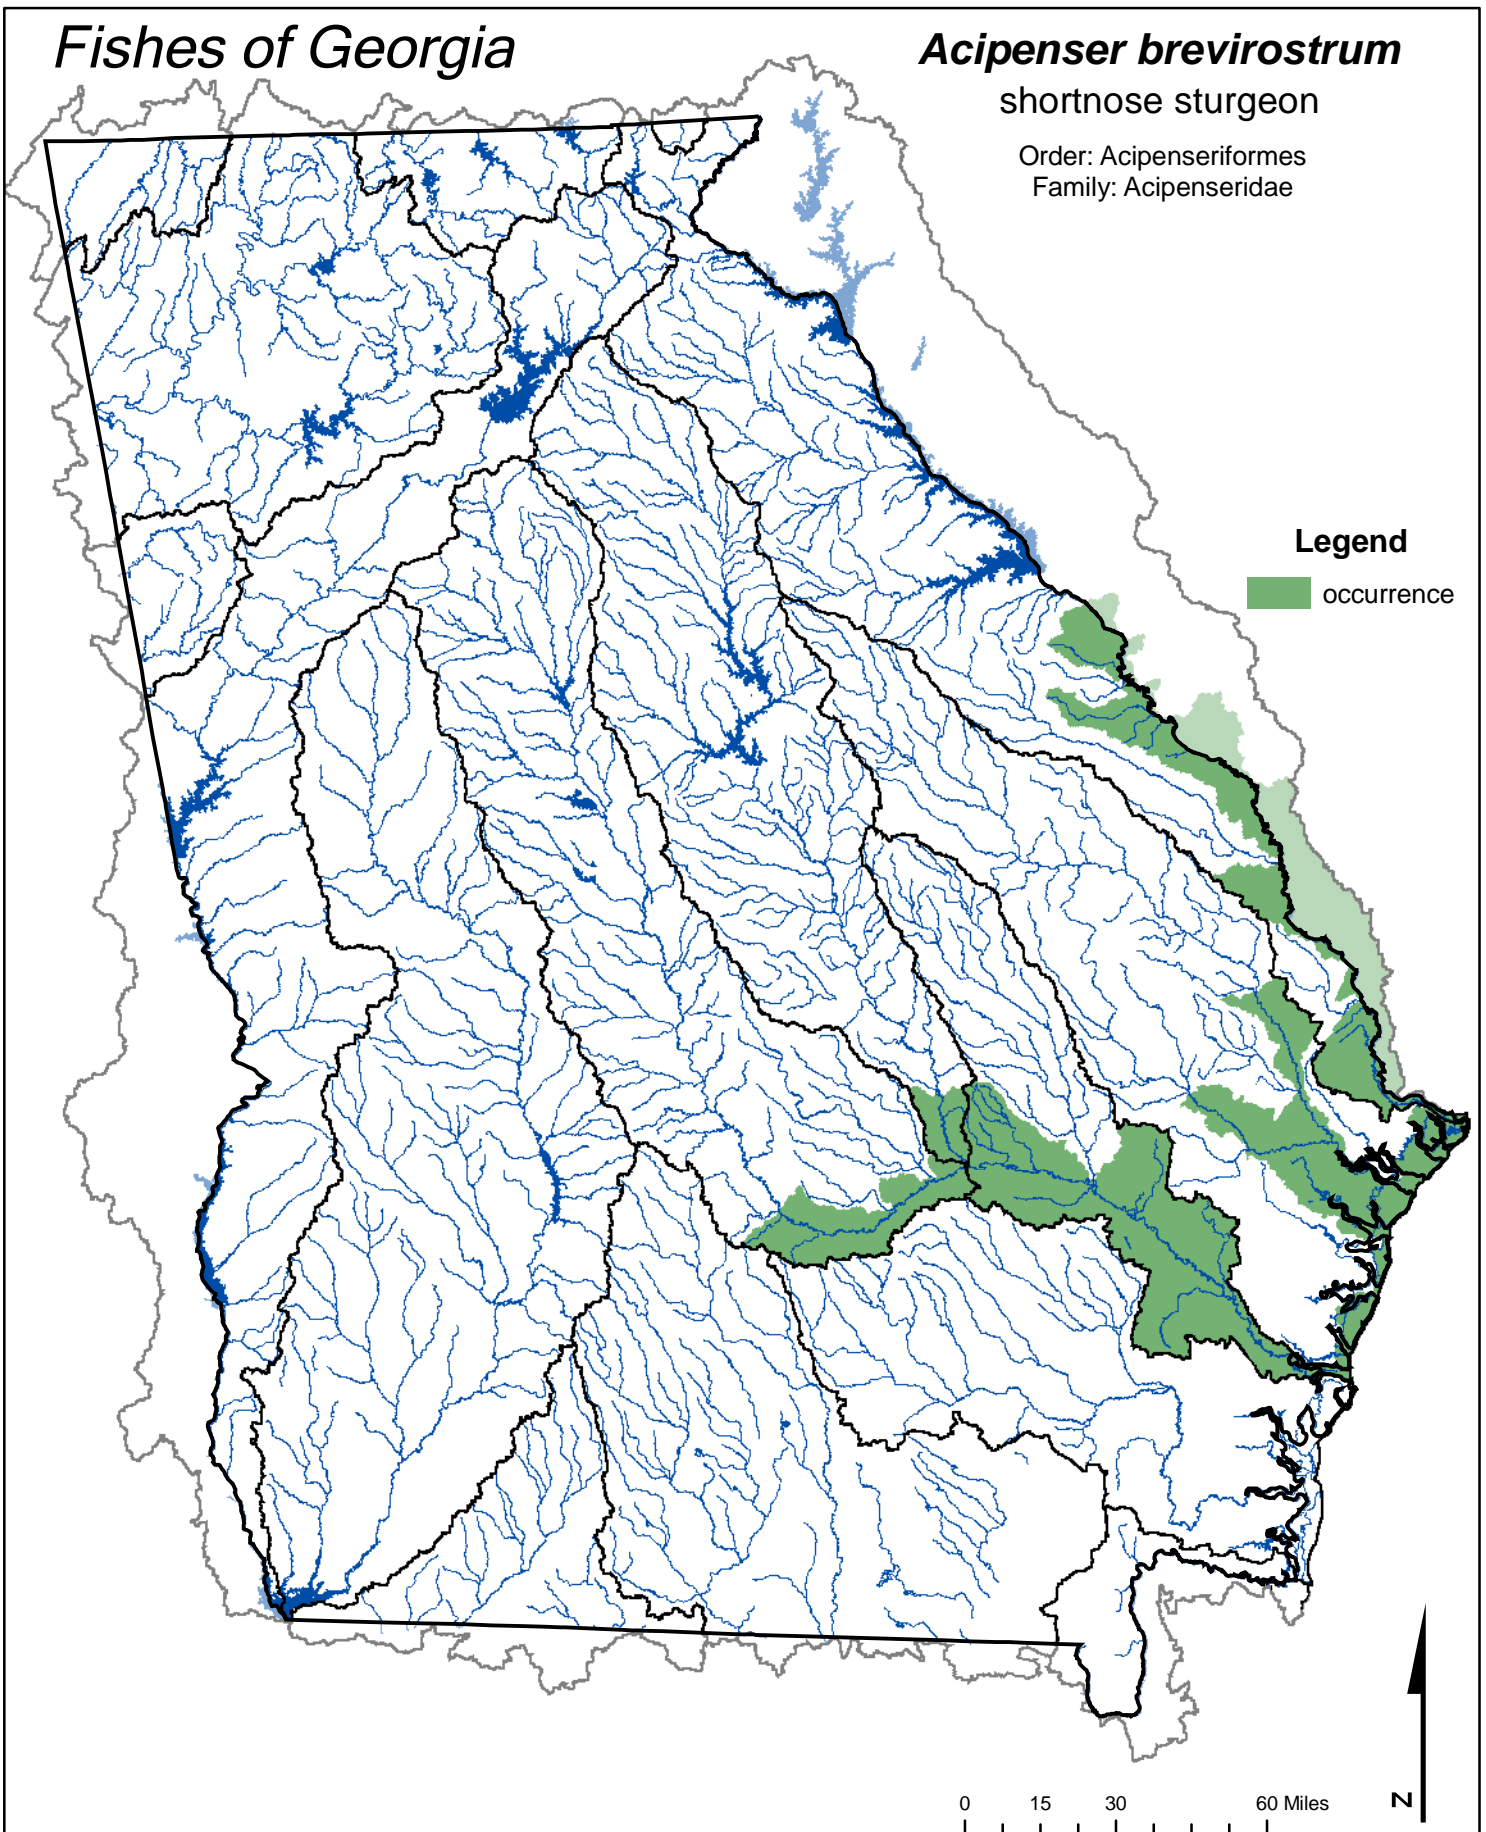 Fishes of Georgia
Acipenser brevirostrum
shortnose sturgeon
Order: Acipenseriformes
Family: Acipenseridae
Legend
occurrence
0 15 30 60 Miles
N